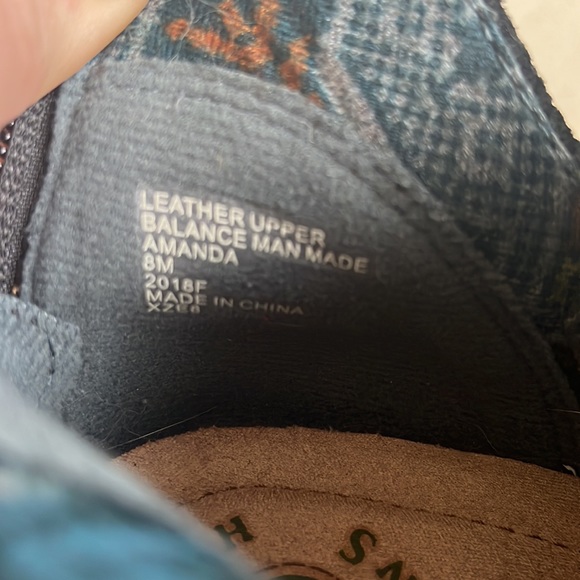 LEATHER UPPER
BALANCE MAN MADE
AMANDA
8M
2018F
MADE IN CHINA